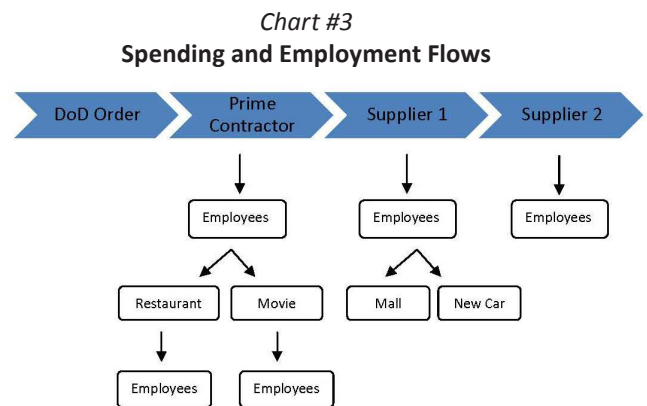 Chart #3
Spending and Employment Flows
DoD Order
Prime
Contractor
Supplier 1
Supplier 2
Employees
Employees
Employees
Restaurant
Movie
Mall
New Car
Employees
Employees